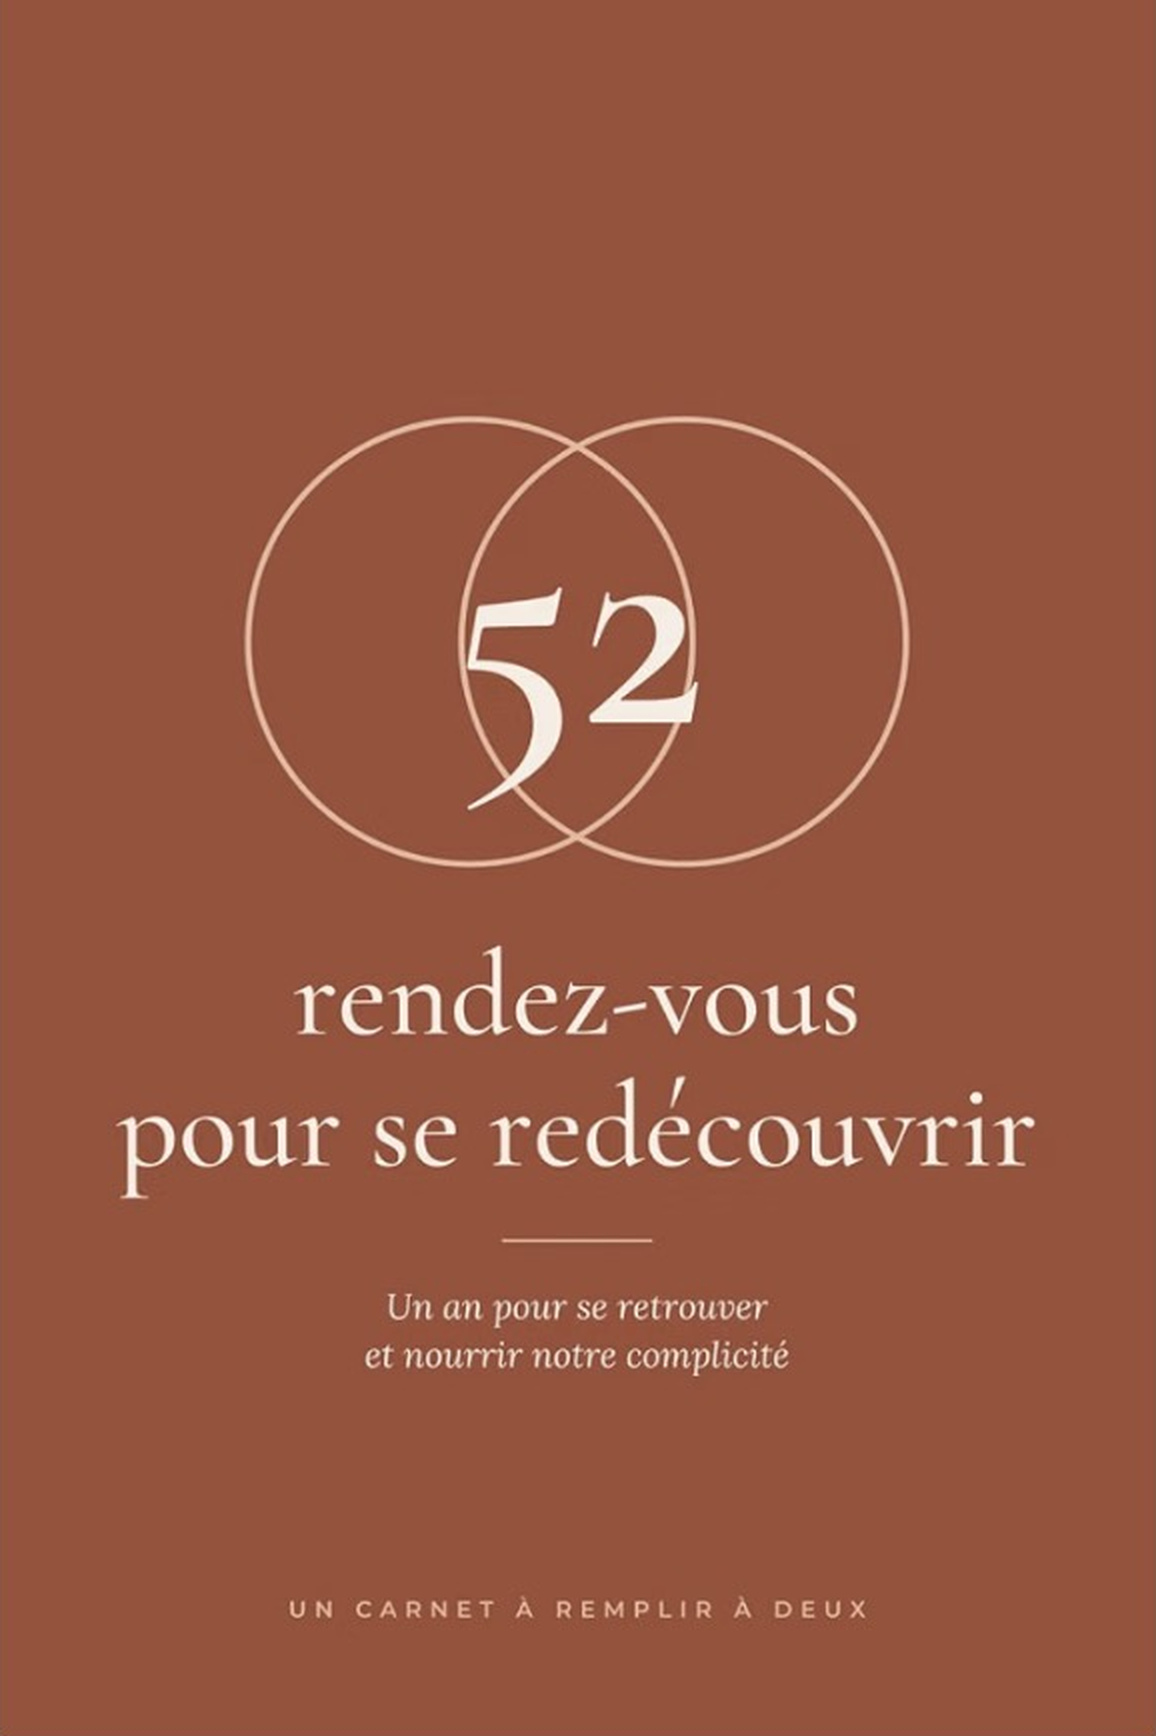 52
rendez-vous
pour se redécouvrir
Un an pour se retrouver
et nourrir notre complicité
UN CARNET À REMPLIR À DEUX